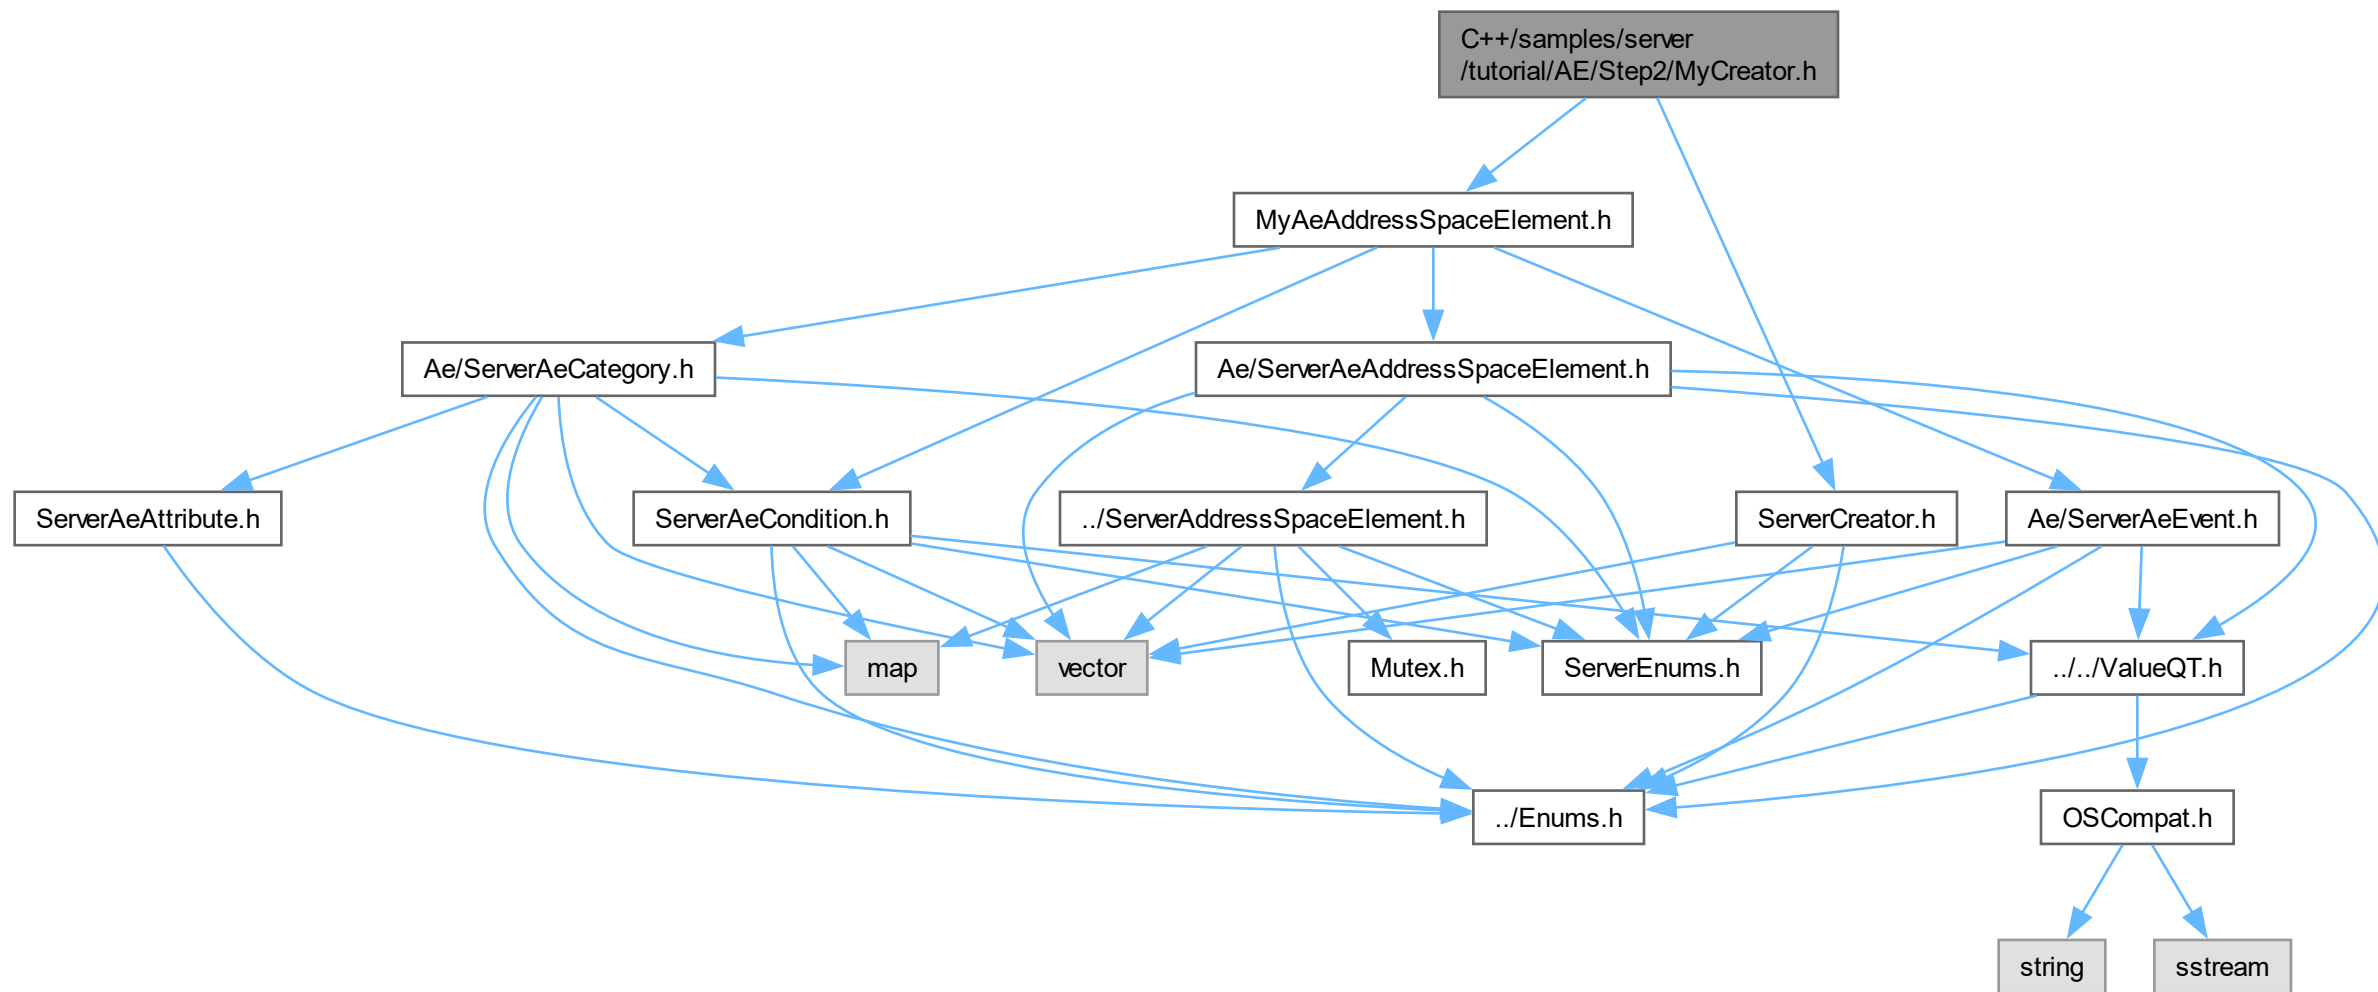 C++/samples/server
/tutorial/AE/Step2/MyCreator.h
MyAeAddressSpaceElement.h
Ae/ServerAeCategory.h
Ae/ServerAeAddressSpaceElement.h
ServerAeAttribute.h
ServerAeCondition.h
../ServerAddressSpaceElement.h
ServerCreator.h
Ae/ServerAeEvent.h
map
vector
Mutex.h
ServerEnums.h
../../ValueQT.h
../Enums.h
OSCompat.h
string
sstream